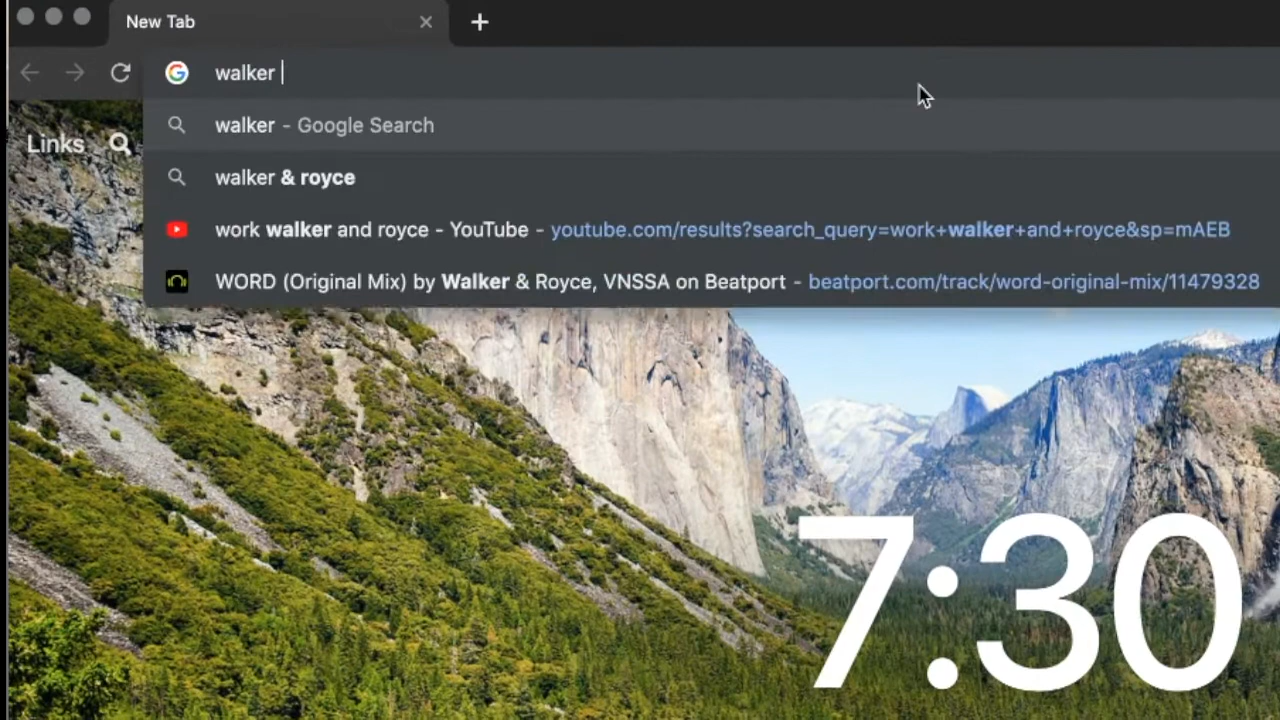 New Tab
walker
Links
walker - Google Search
walker & royce
work walker and royce - YouTube - youtube.com/results?search_query=work+walker+and+royce&sp=mAEB
WORD (Original Mix) by Walker & Royce, VNSSA on Beatport - beatport.com/track/word-original-mix/11479328
7:30